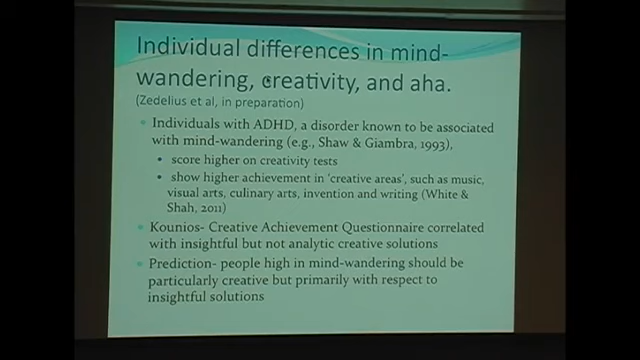 Individual differences in mind-
wandering, creativity, and aha.
(Zedelius et al, in preparation)
• Individuals with ADHD, a disorder known to be associated
with mind-wandering (e.g., Shaw & Giambra, 1993),
• score higher on creativity tests
• show higher achievement in 'creative areas', such as music,
visual arts, culinary arts, invention and writing (White &
Shah, 2011)
• Kounios- Creative Achievement Questionnaire correlated
with insightful but not analytic creative solutions
• Prediction- people high in mind-wandering should be
particularly creative but primarily with respect to
insightful solutions